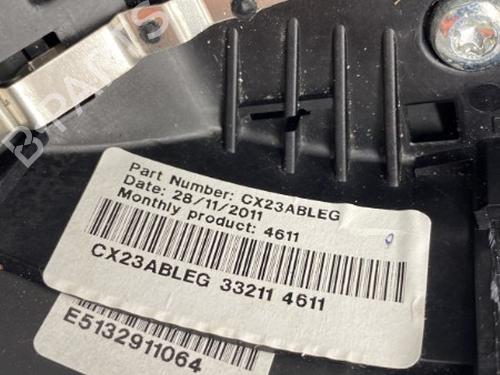 Part Number: CX23ABLEG
Date: 28/11/2011
Monthly product: 4611
CX23ABLEG 33211 4611
E5132911064